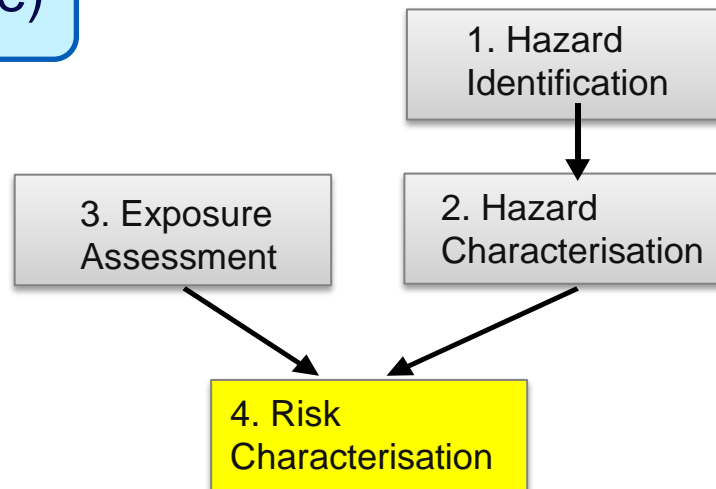 c)
1. Hazard
Identification
3. Exposure
Assessment
2. Hazard
Characterisation
4. Risk
Characterisation